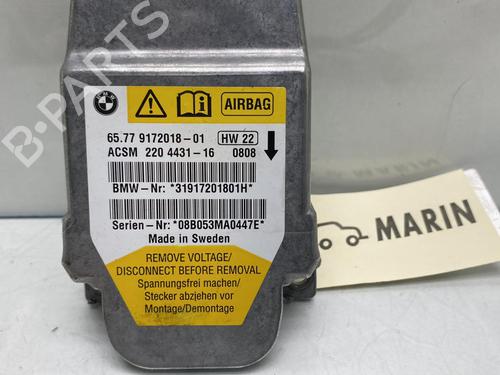 B-PARTS
BMW
AIRBAG
65.77 9172018-01 HW 22
ACSM 220 4431-16 0808
BMW-Nr: *31917201801H*
Serien-Nr: *08B053MA0447E*
Made in Sweden
REMOVE VOLTAGE/
DISCONNECT BEFORE REMOVAL
Spannungsfrei machen/
Stecker abziehen vor
Montage/Demontage
MARIN